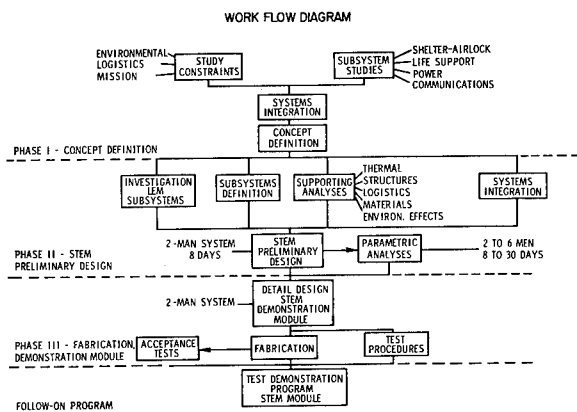 WORK FLOW DIAGRAM
ENVIRONMENTAL
LOGISTICS
MISSION
STUDY
CONSTRAINTS
SUBSYSTEM
STUDIES
SHELTER-AIRLOCK
LIFE SUPPORT
POWER
COMMUNICATIONS
SYSTEMS
INTEGRATION
CONCEPT
DEFINITION
PHASE I - CONCEPT DEFINITION
INVESTIGATION
LEM
SUBSYSTEMS
SUBSYSTEMS
DEFINITION
SUPPORTING
ANALYSES
THERMAL
STRUCTURES
LOGISTICS
MATERIALS
ENVIRON. EFFECTS
SYSTEMS
INTEGRATION
2-MAN SYSTEM
8 DAYS
STEM
PRELIMINARY
DESIGN
PARAMETRIC
ANALYSES
2 TO 6 MEN
8 TO 30 DAYS
PHASE II - STEM
PRELIMINARY DESIGN
2-MAN SYSTEM
DETAIL DESIGN
STEM
DEMONSTRATION
MODULE
PHASE III - FABRICATION,
DEMONSTRATION MODULE
ACCEPTANCE
TESTS
FABRICATION
TEST
PROCEDURES
TEST DEMONSTRATION
PROGRAM
STEM MODULE
FOLLOW-ON PROGRAM